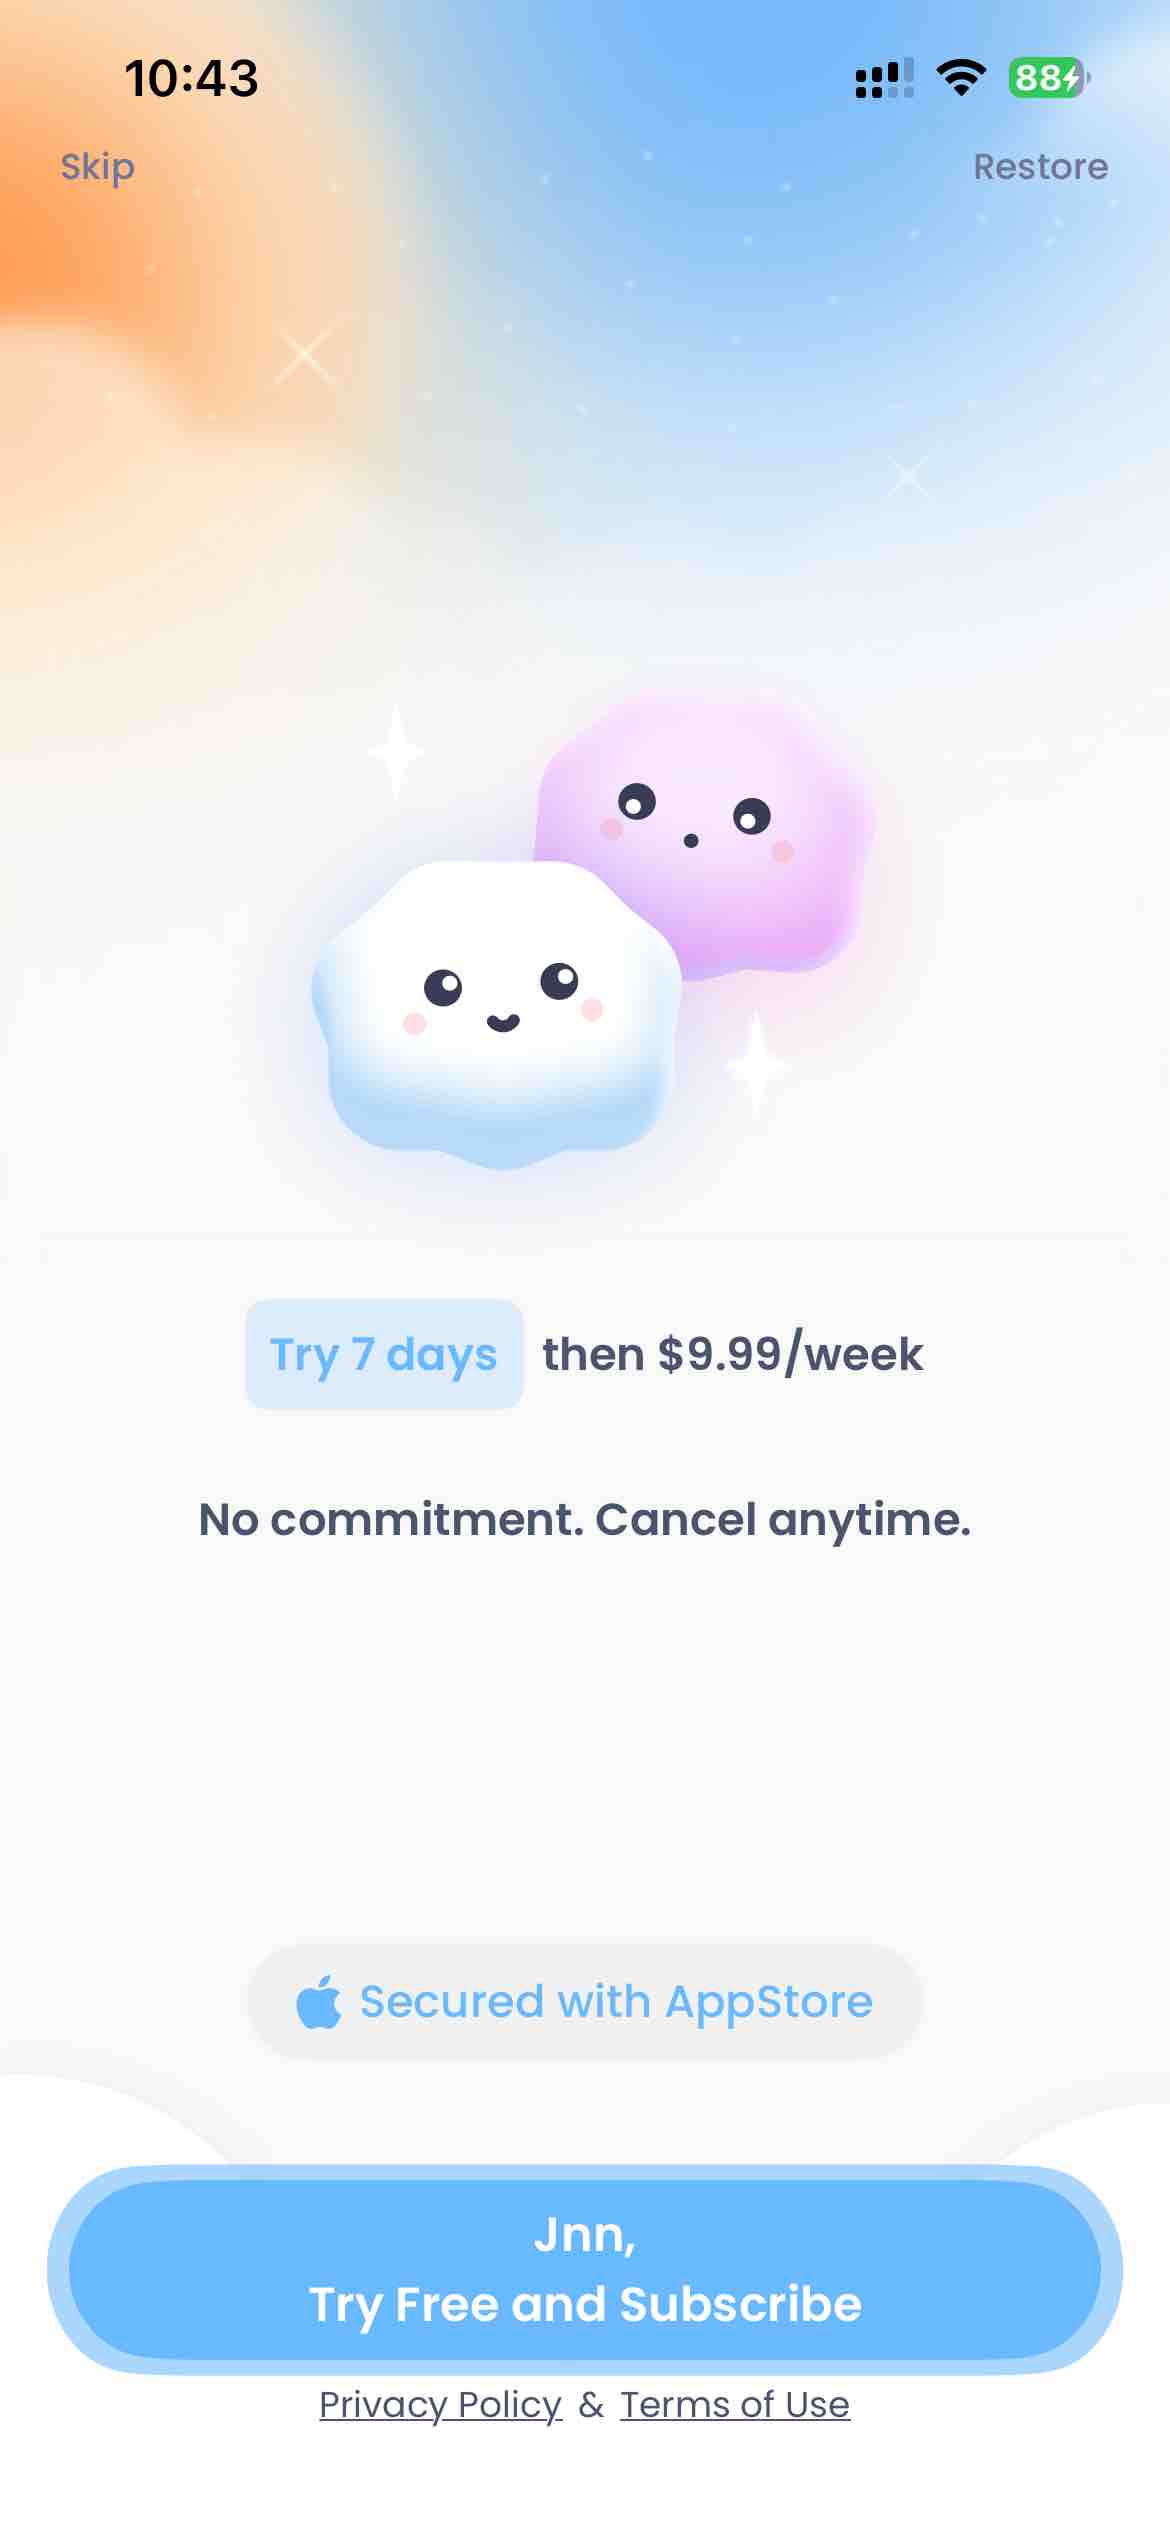 10:43
88
Skip
Restore
Try 7 days then $9.99/week
No commitment. Cancel anytime.
Secured with AppStore
Jnn,
Try Free and Subscribe
Privacy Policy & Terms of Use